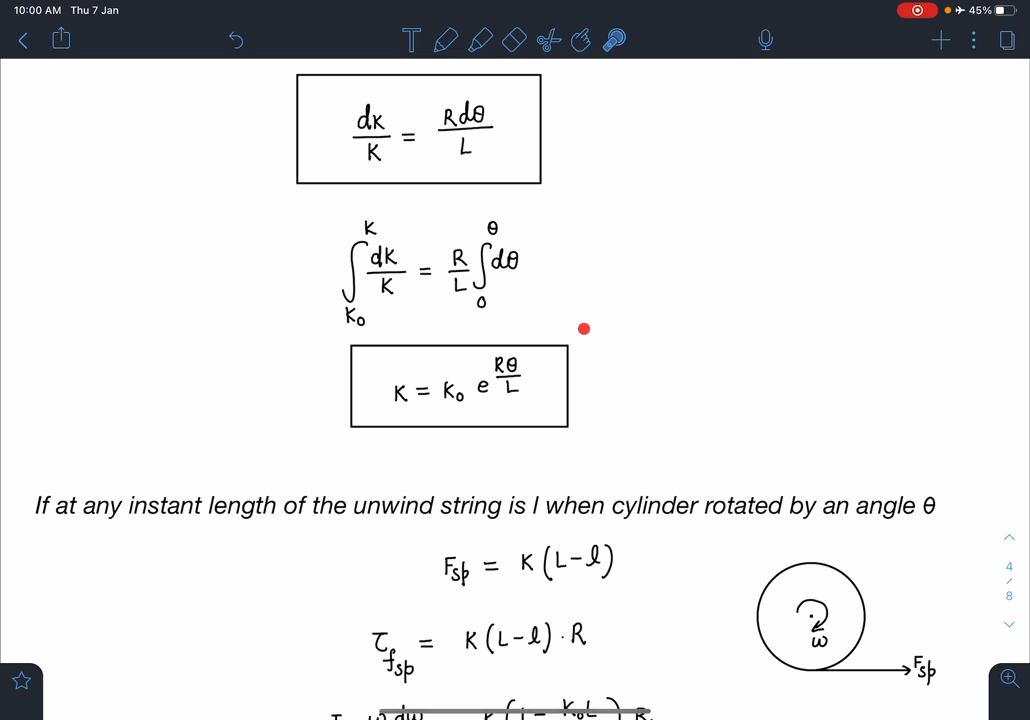 10:00 AM Thu 7 Jan
45%
dK/K = Rdθ/L
∫_{K₀}^{K} dK/K = R/L ∫_{0}^{θ} dθ
K = K₀ e^{Rθ/L}
If at any instant length of the unwind string is l when cylinder rotated by an angle θ
F_sp = K(L-l)
τ_{f_sp} = K(L-l)·R
ω
F_sp
4
/
8